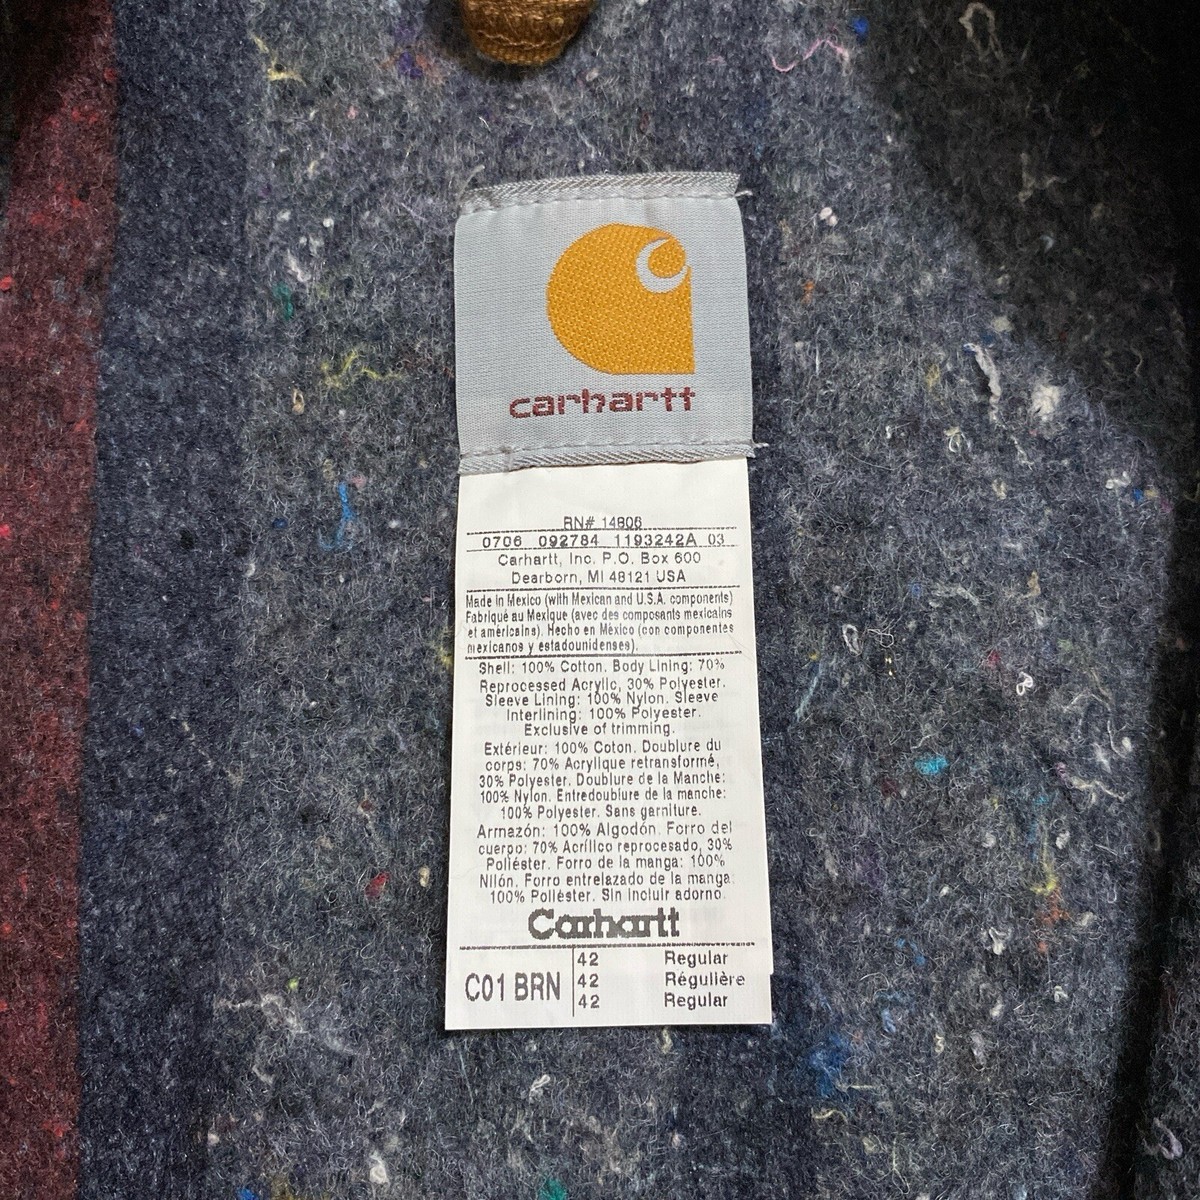 carhartt
RN# 14806
0706 092784 1193242A 03
Carhartt, Inc. P.O. Box 600
Dearborn, MI 48121 USA
Made in Mexico (with Mexican and U.S.A. components)
Fabriqué au Mexique (avec des composants mexicains
et américains). Hecho en México (con componentes
mexicanos y estadounidenses).
Shell: 100% Cotton. Body Lining: 70%
Reprocessed Acrylic, 30% Polyester.
Sleeve Lining: 100% Nylon. Sleeve
Interlining: 100% Polyester.
Exclusive of trimming.
Extérieur: 100% Coton. Doublure du
corps: 70% Acrylique retransformé,
30% Polyester. Doublure de la Manche:
100% Nylon. Entredoublure de la manche:
100% Polyester. Sans garniture.
Armazón: 100% Algodón. Forro del
cuerpo: 70% Acrílico reprocesado, 30%
Poliéster. Forro de la manga: 100%
Nilón. Forro entrelazado de la manga:
100% Poliéster. Sin incluir adorno.
Carhartt
C01 BRN
42 Regular
42 Régulière
42 Regular